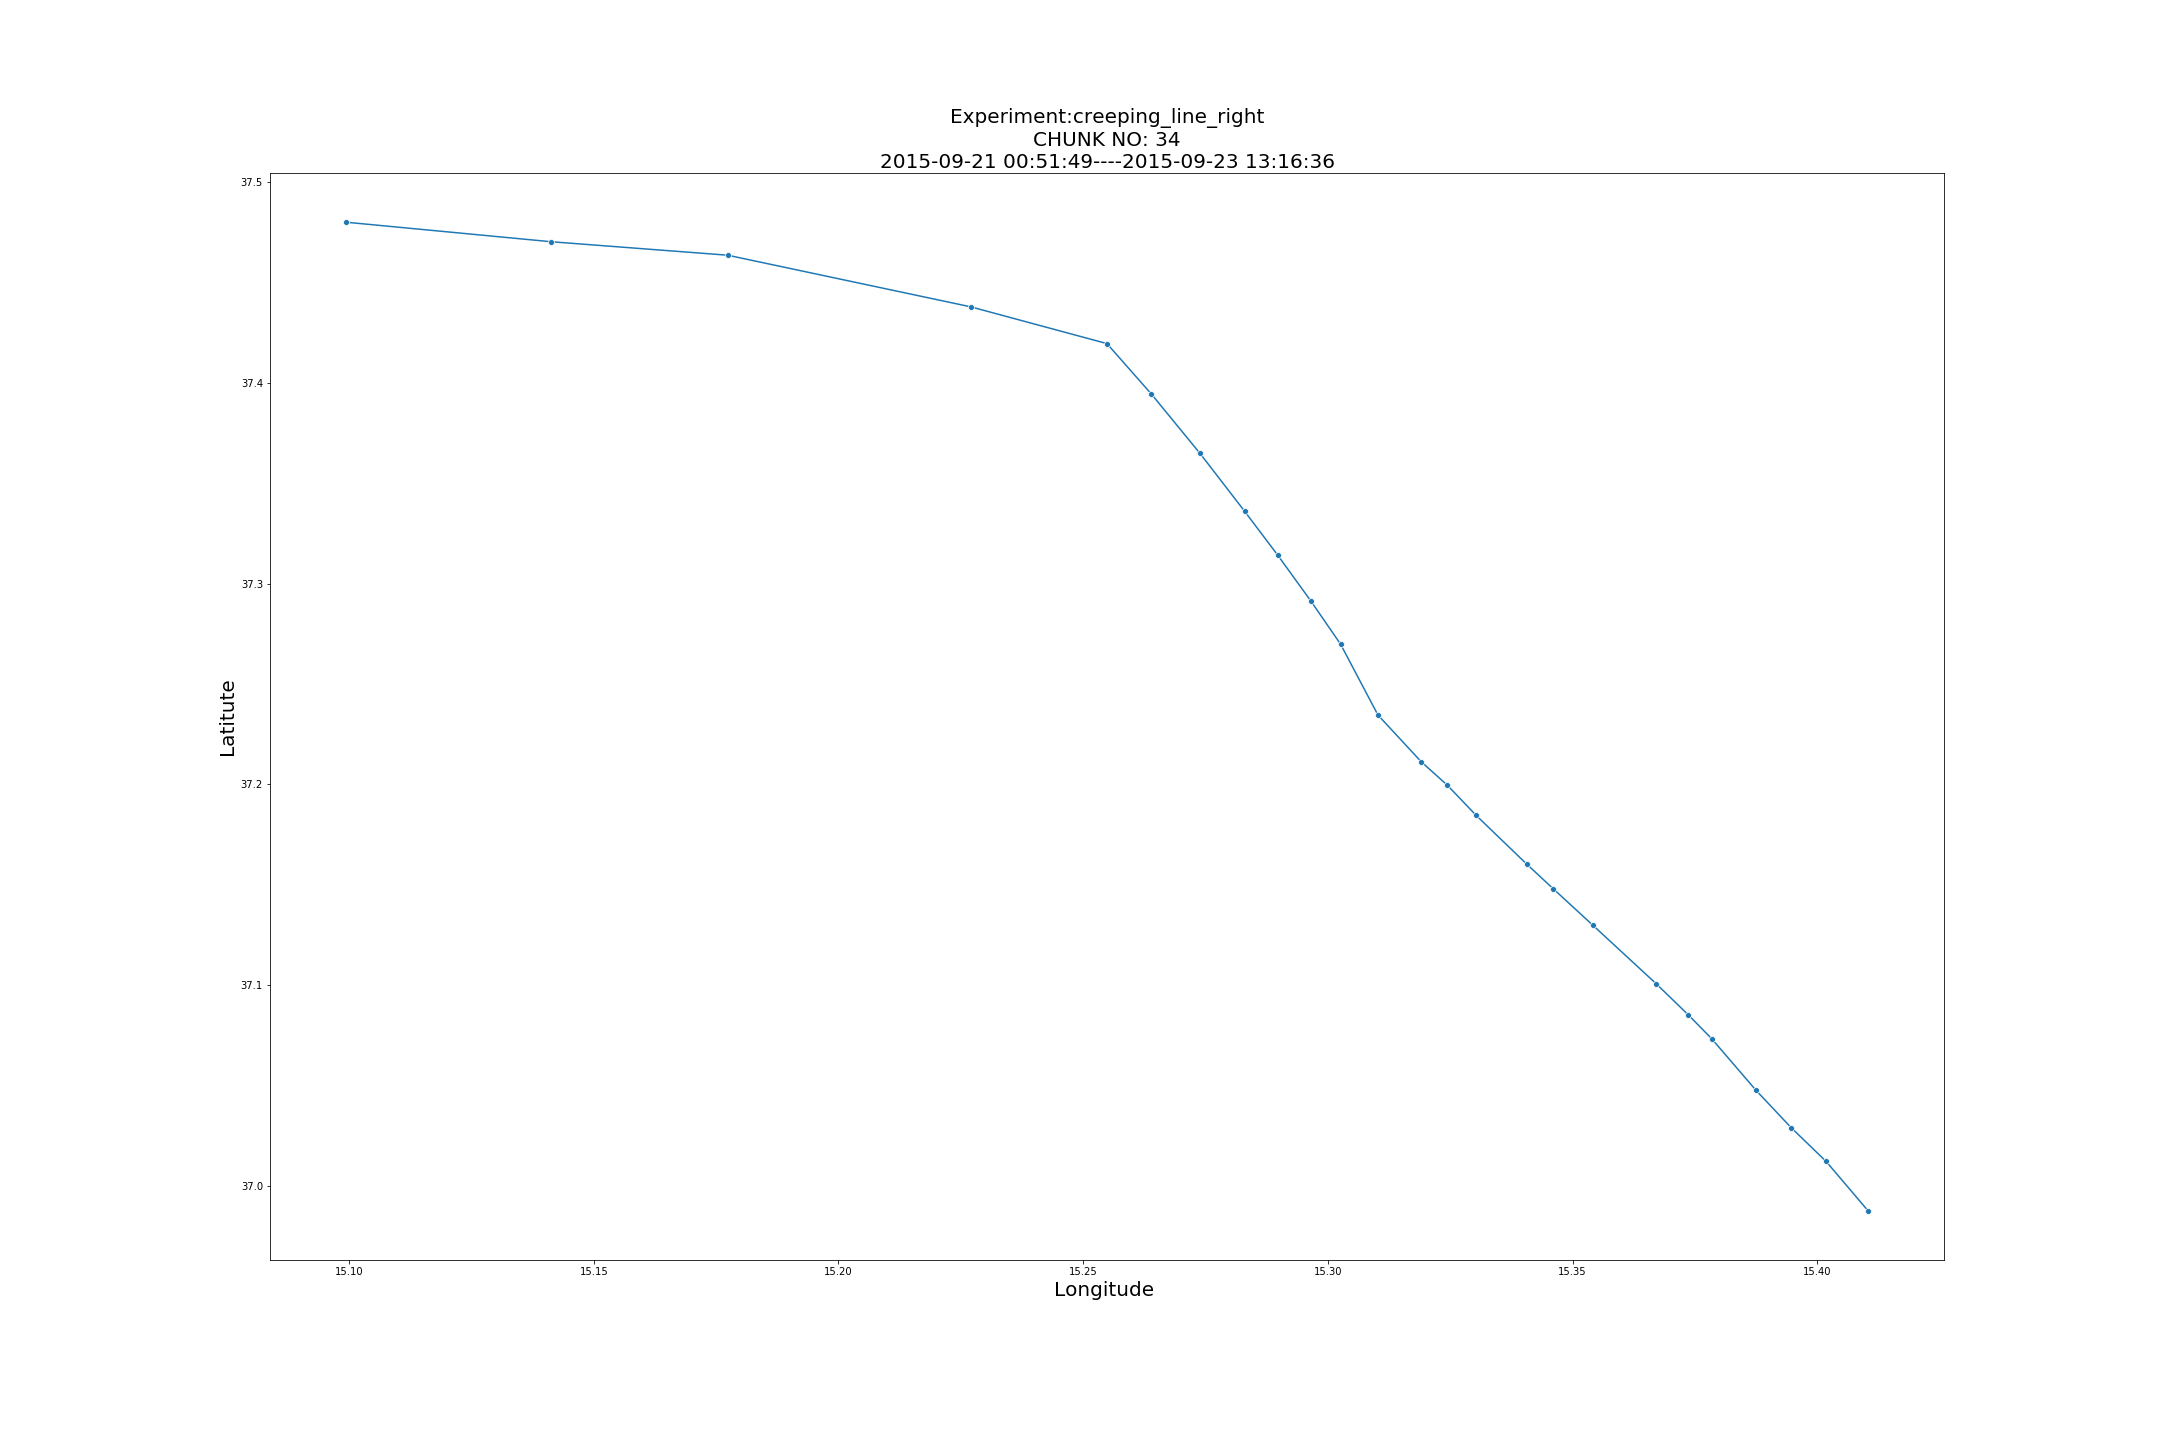 Experiment:creeping_line_right
CHUNK NO: 34
2015-09-21 00:51:49----2015-09-23 13:16:36
37.5
37.4
37.3
37.2
37.1
37.0
Latitute
15.10
15.15
15.20
15.25
15.30
15.35
15.40
Longitude